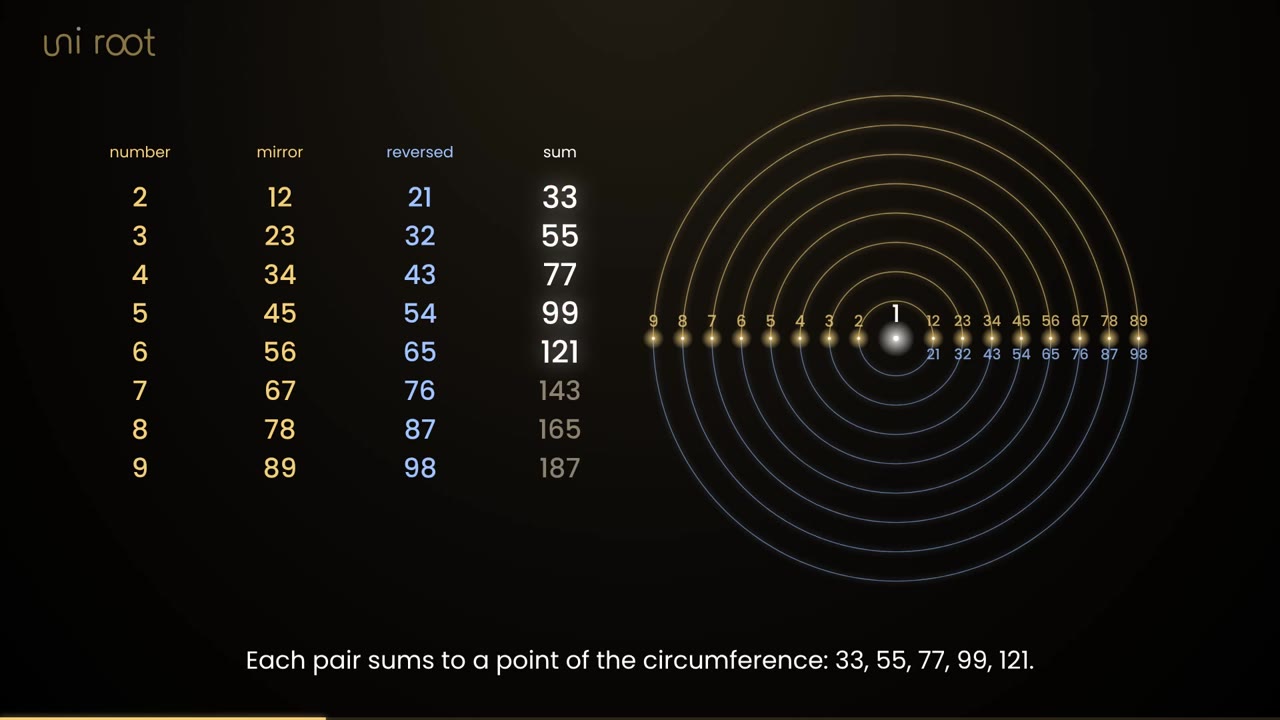 uni root
number mirror reversed sum
2 12 21 33
3 23 32 55
4 34 43 77
5 45 54 99
6 56 65 121
7 67 76 143
8 78 87 165
9 89 98 187
1
9 8 7 6 5 4 3 2 12 23 34 45 56 67 78 89
21 32 43 54 65 76 87 98
Each pair sums to a point of the circumference: 33, 55, 77, 99, 121.